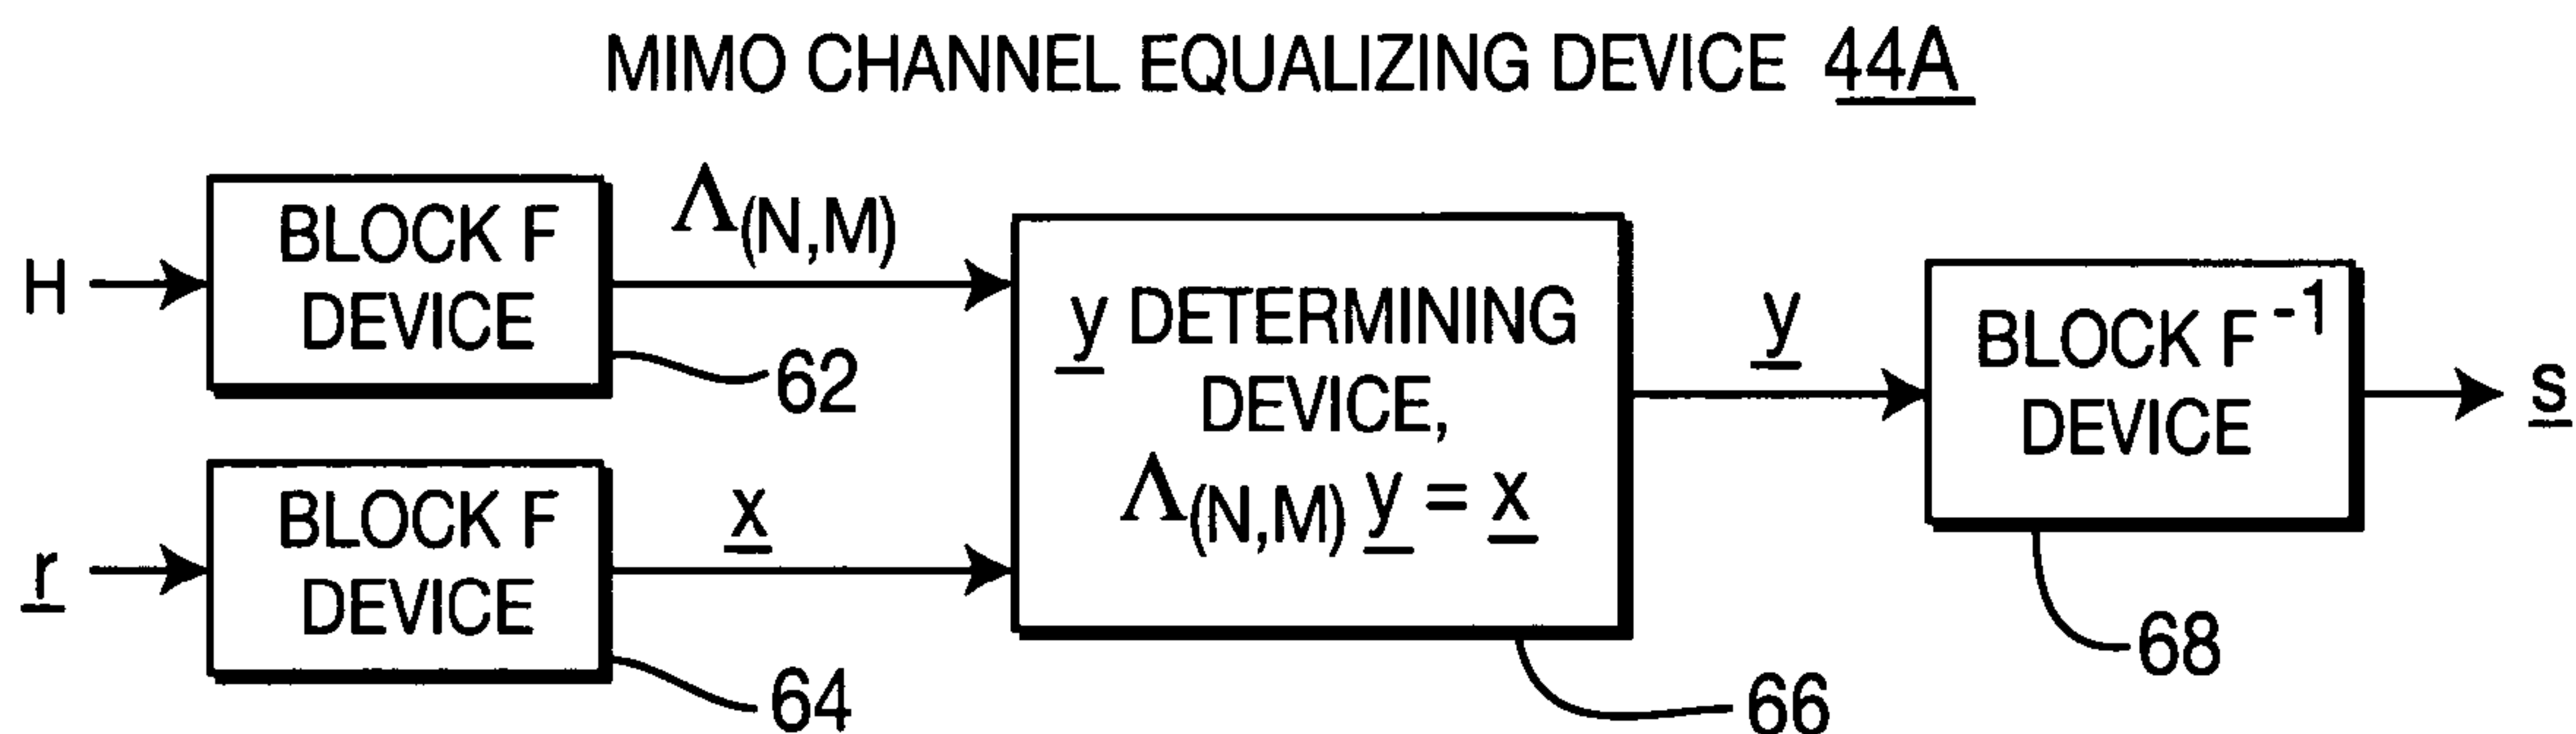 MIMO CHANNEL EQUALIZING DEVICE 44A
H
BLOCK F
DEVICE
62
Λ(N,M)
r
BLOCK F
DEVICE
64
x
y DETERMINING
DEVICE,
Λ(N,M) y = x
66
y
BLOCK F⁻¹
DEVICE
68
s